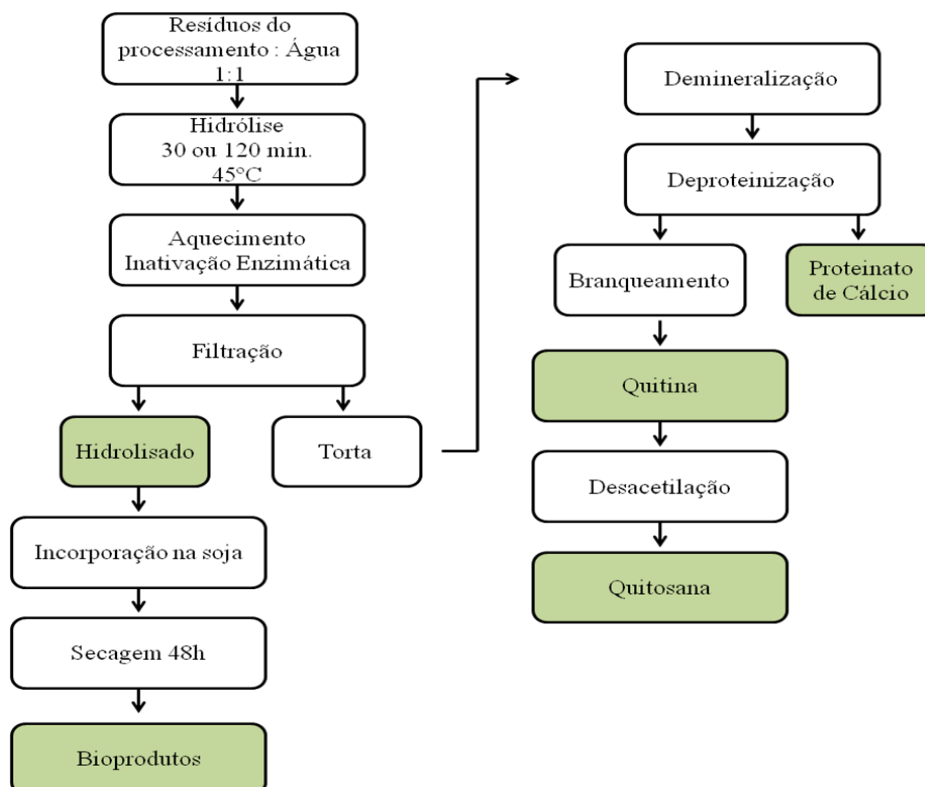 Resíduos do
processamento : Água
1:1
Hidrólise
30 ou 120 min.
45°C
Aquecimento
Inativação Enzimática
Filtração
Hidrolisado
Torta
Incorporação na soja
Secagem 48h
Bioprodutos
Demineralização
Deproteinização
Branqueamento
Proteinato
de Cálcio
Quitina
Desacetilação
Quitosana